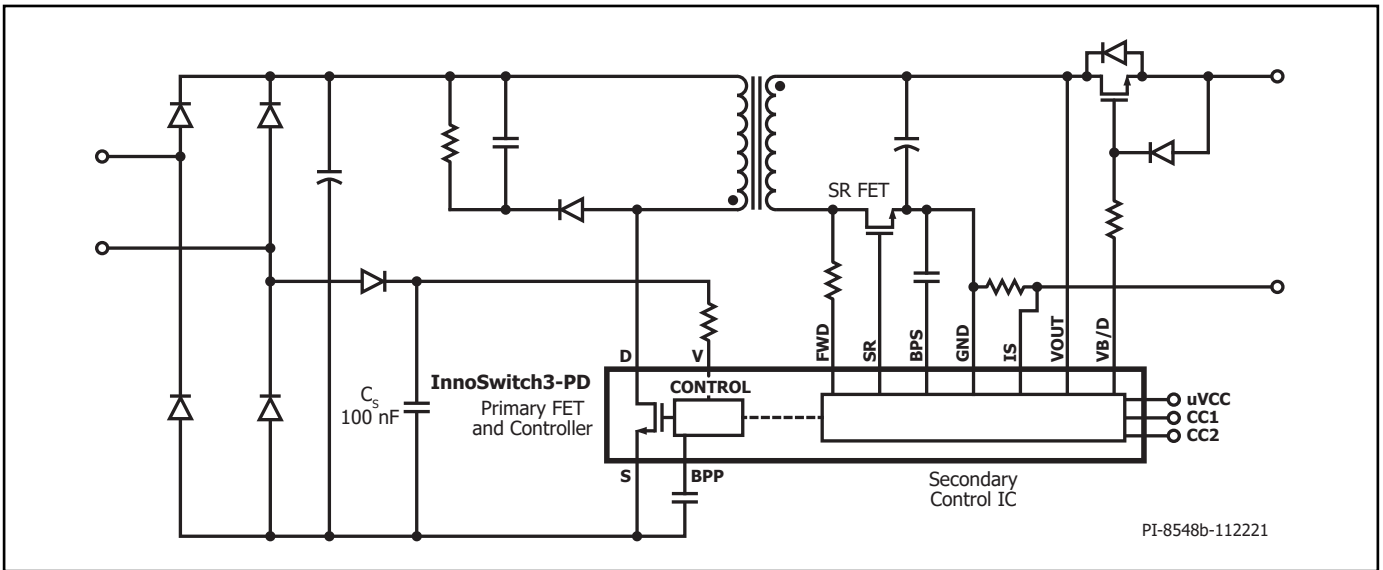 SR FET
FWD
SR
BPS
GND
IS
VOUT
VB/D
D
V
InnoSwitch3-PD
Primary FET
and Controller
CONTROL
C_S
100 nF
uVCC
CC1
CC2
S
BPP
Secondary
Control IC
PI-8548b-112221